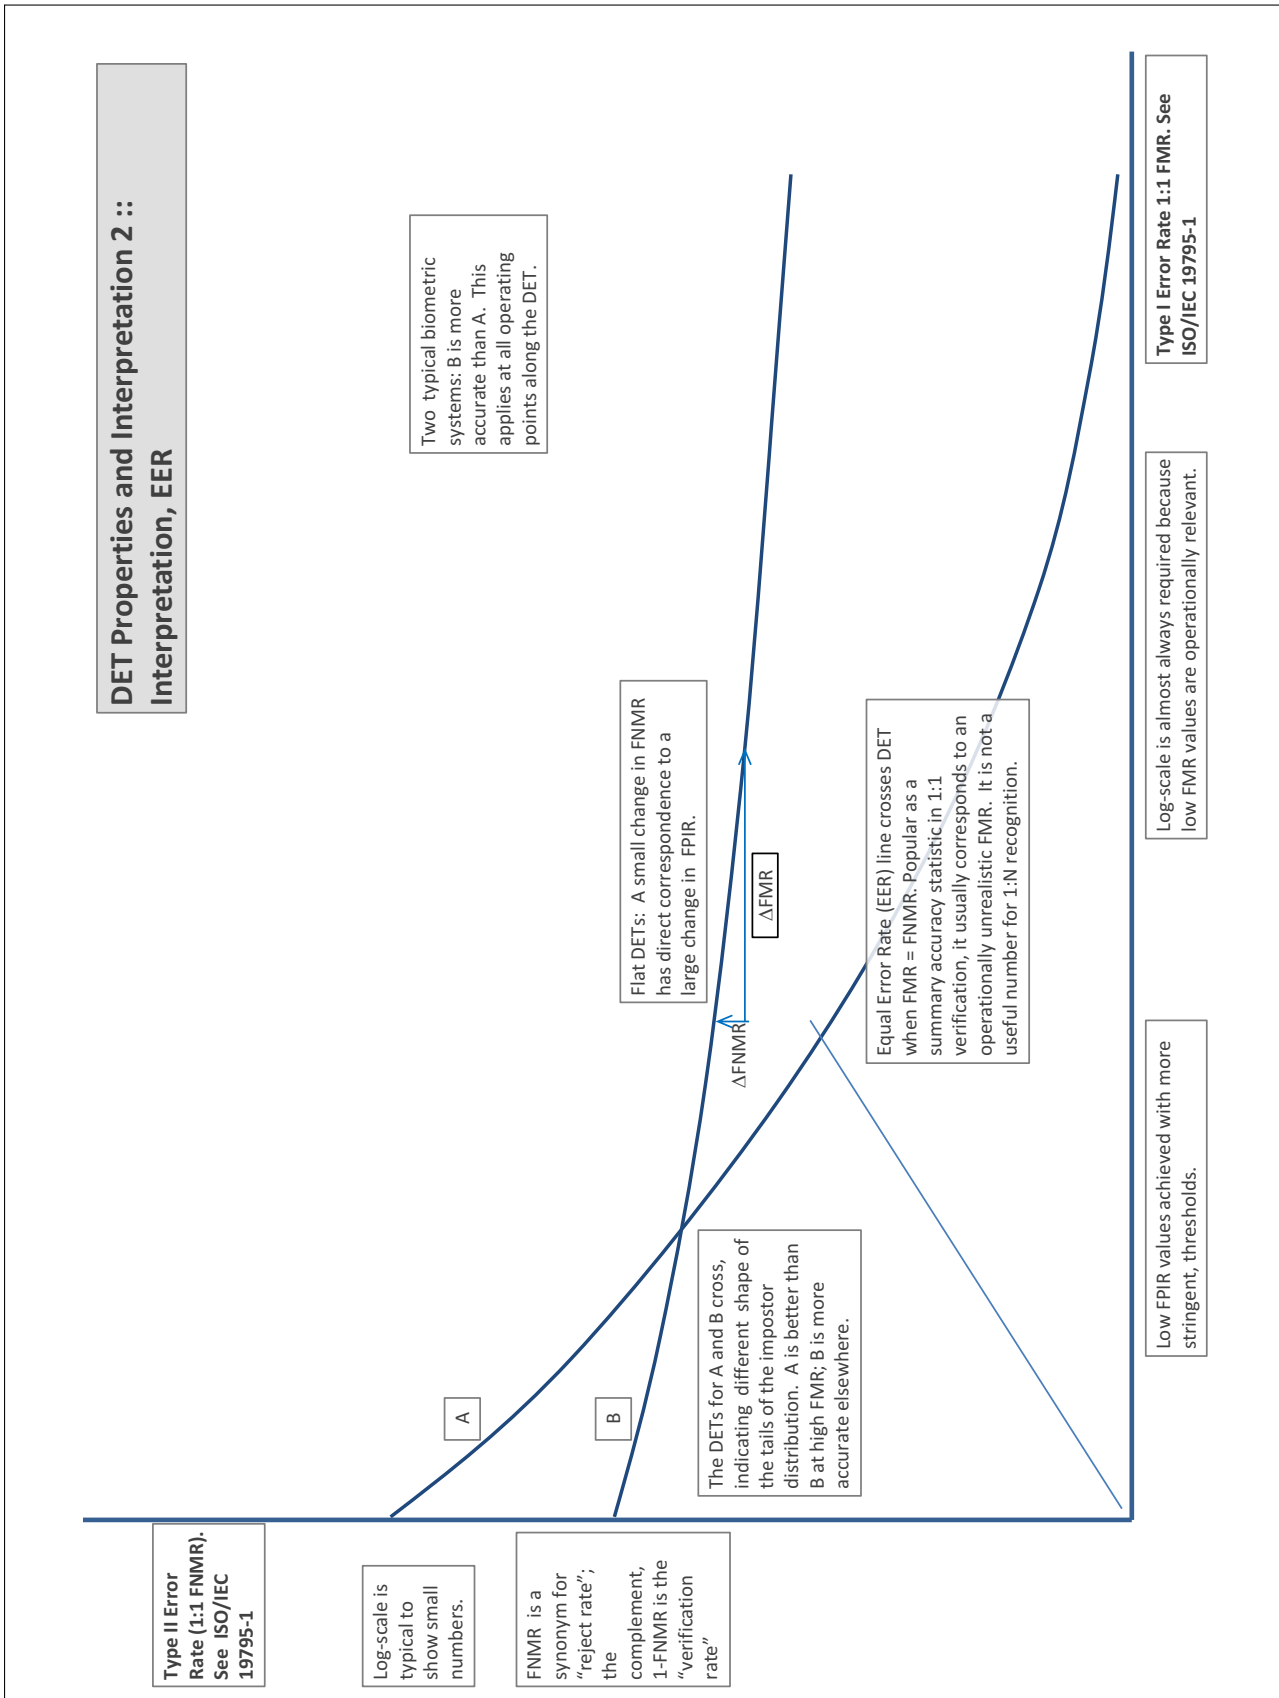 DET Properties and Interpretation 2 ::
Interpretation, EER
Type II Error
Rate (1:1 FNMR).
See ISO/IEC
19795-1
Log-scale is
typical to
show small
numbers.
FNMR is a
synonym for
“reject rate”;
the
complement,
1-FNMR is the
“verification
rate”
A
B
Two typical biometric
systems: B is more
accurate than A. This
applies at all operating
points along the DET.
Flat DETs: A small change in FNMR
has direct correspondence to a
large change in FPIR.
ΔFNMR
ΔFMR
The DETs for A and B cross,
indicating different shape of
the tails of the impostor
distribution. A is better than
B at high FMR; B is more
accurate elsewhere.
Equal Error Rate (EER) line crosses DET
when FMR = FNMR. Popular as a
summary accuracy statistic in 1:1
verification, it usually corresponds to an
operationally unrealistic FMR. It is not a
useful number for 1:N recognition.
Low FPIR values achieved with more
stringent, thresholds.
Log-scale is almost always required because
low FMR values are operationally relevant.
Type I Error Rate 1:1 FMR. See
ISO/IEC 19795-1